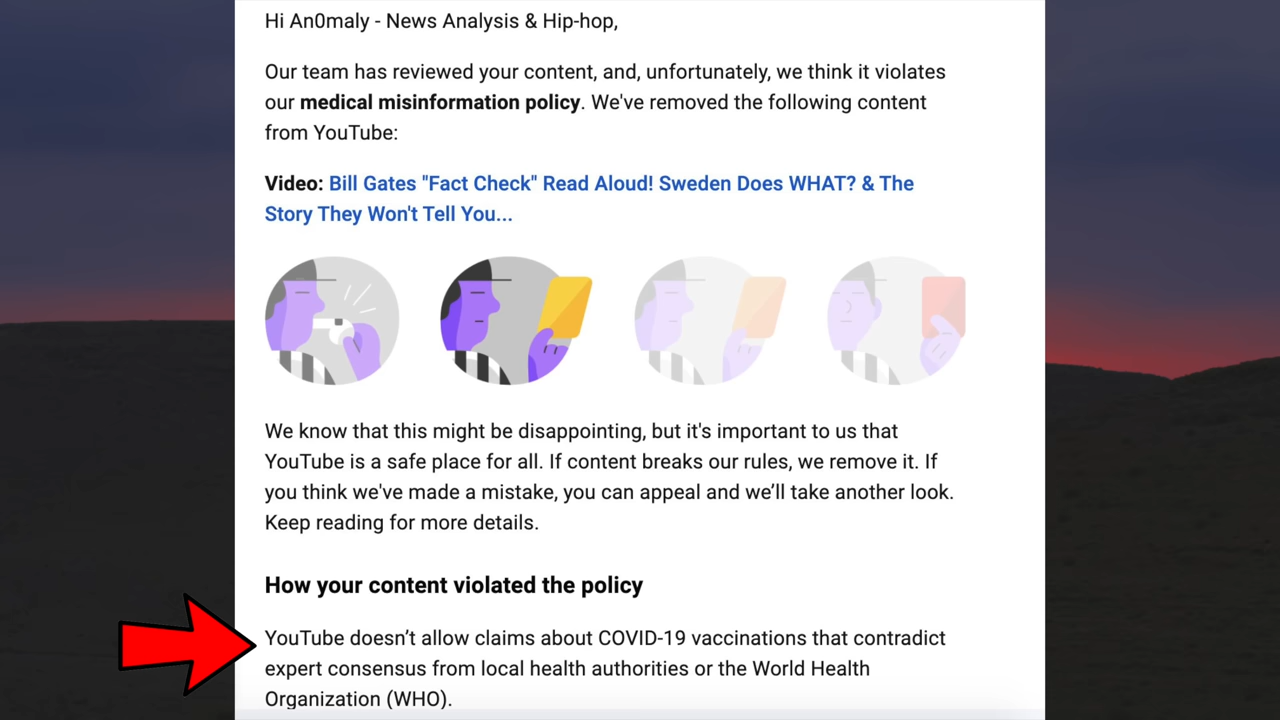 Hi An0maly - News Analysis & Hip-hop,
Our team has reviewed your content, and, unfortunately, we think it violates
our medical misinformation policy. We've removed the following content
from YouTube:
Video: Bill Gates "Fact Check" Read Aloud! Sweden Does WHAT? & The
Story They Won't Tell You...
We know that this might be disappointing, but it's important to us that
YouTube is a safe place for all. If content breaks our rules, we remove it. If
you think we've made a mistake, you can appeal and we’ll take another look.
Keep reading for more details.
How your content violated the policy
YouTube doesn’t allow claims about COVID-19 vaccinations that contradict
expert consensus from local health authorities or the World Health
Organization (WHO).